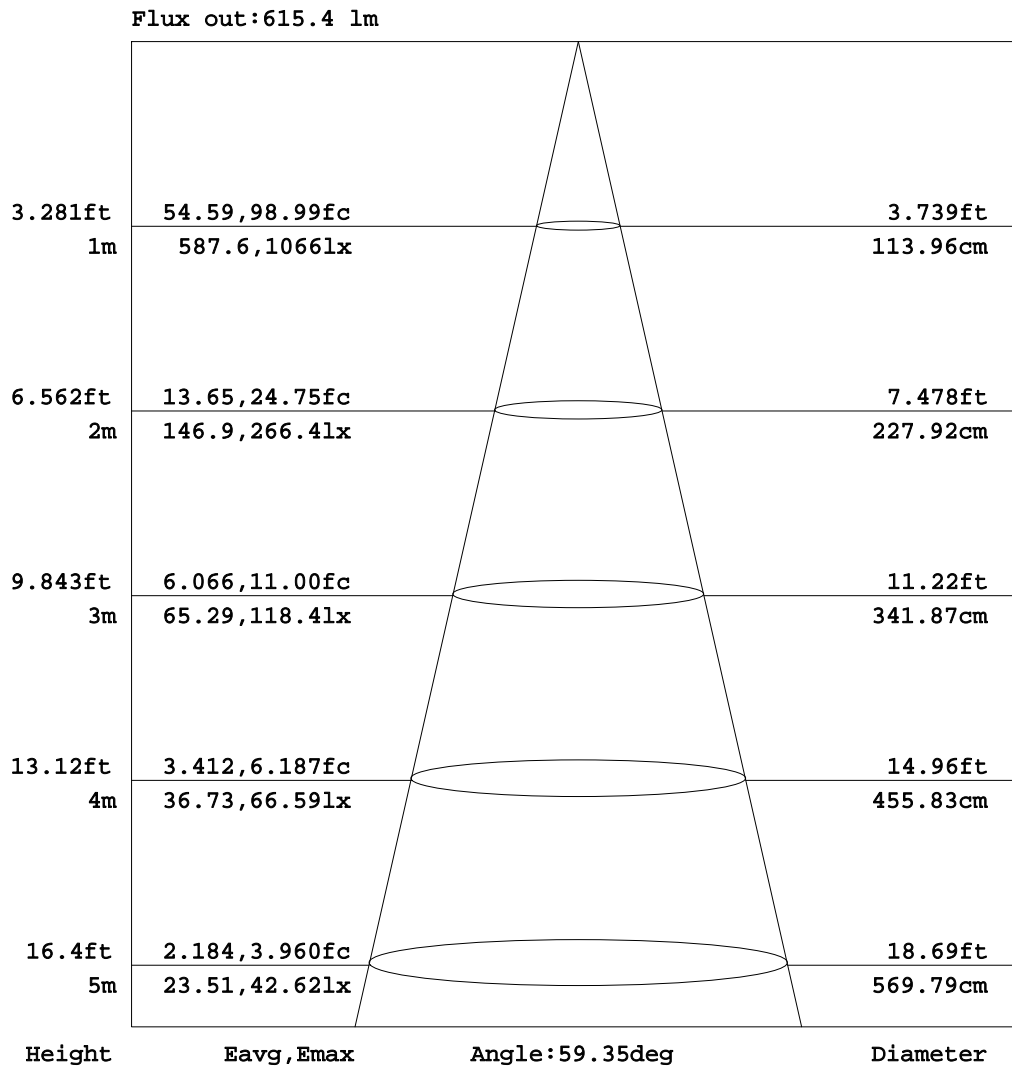 Flux out:615.4 lm
3.281ft 54.59,98.99fc 3.739ft
1m 587.6,1066lx 113.96cm
6.562ft 13.65,24.75fc 7.478ft
2m 146.9,266.4lx 227.92cm
9.843ft 6.066,11.00fc 11.22ft
3m 65.29,118.4lx 341.87cm
13.12ft 3.412,6.187fc 14.96ft
4m 36.73,66.59lx 455.83cm
16.4ft 2.184,3.960fc 18.69ft
5m 23.51,42.62lx 569.79cm
Height Eavg,Emax Angle:59.35deg Diameter